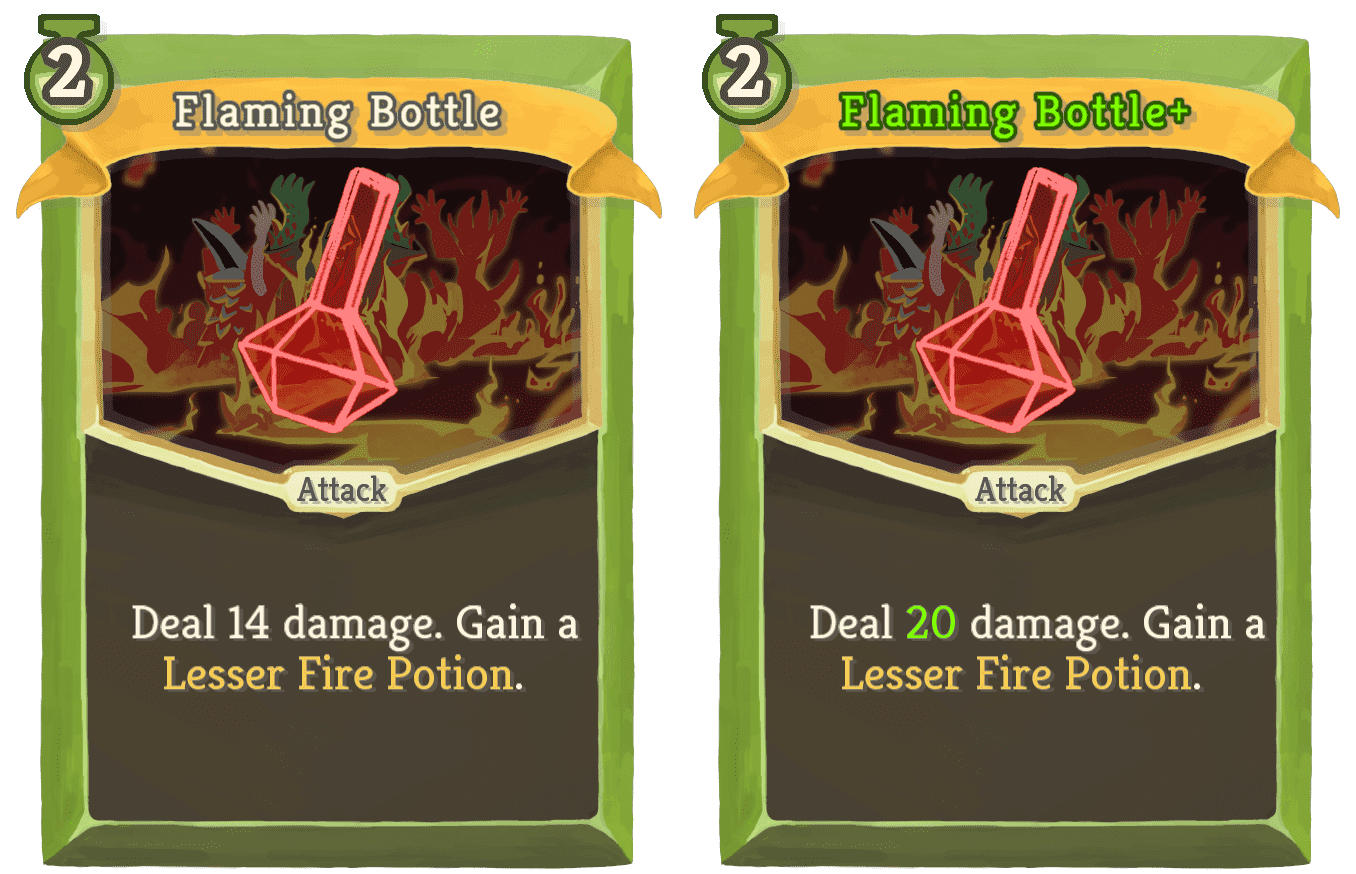 2
Flaming Bottle
Attack
Deal 14 damage. Gain a
Lesser Fire Potion.
2
Flaming Bottle+
Attack
Deal 20 damage. Gain a
Lesser Fire Potion.